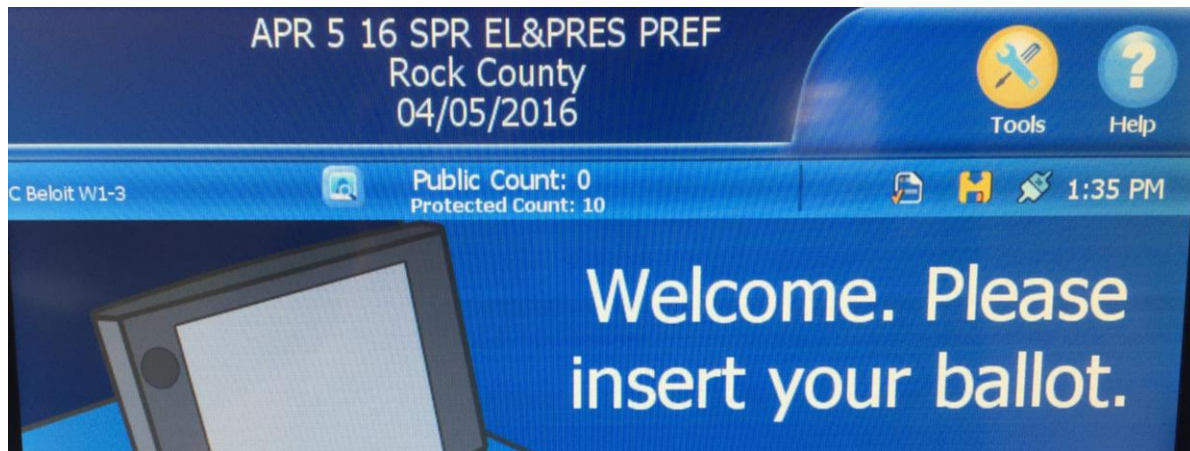 APR 5 16 SPR EL&PRES PREF
Rock County
04/05/2016
Tools
Help
C Beloit W1-3
Public Count: 0
Protected Count: 10
1:35 PM
Welcome. Please
insert your ballot.